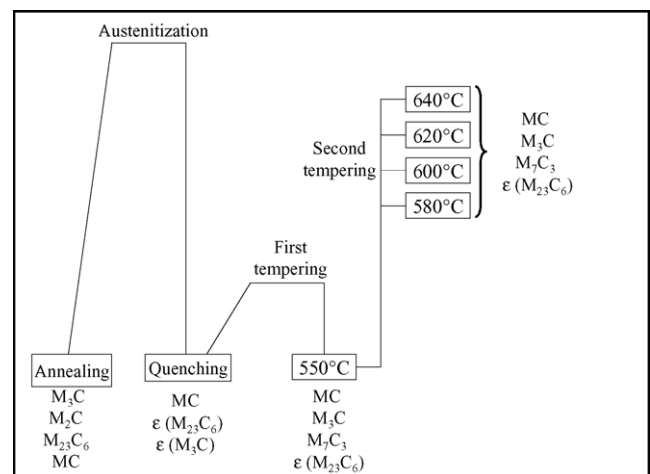 Austenitization
640°C
620°C
600°C
580°C
Second
tempering
MC
M₃C
M₇C₃
ε (M₂₃C₆)
First
tempering
Annealing
M₃C
M₂C
M₂₃C₆
MC
Quenching
MC
ε (M₂₃C₆)
ε (M₃C)
550°C
MC
M₃C
M₇C₃
ε (M₂₃C₆)